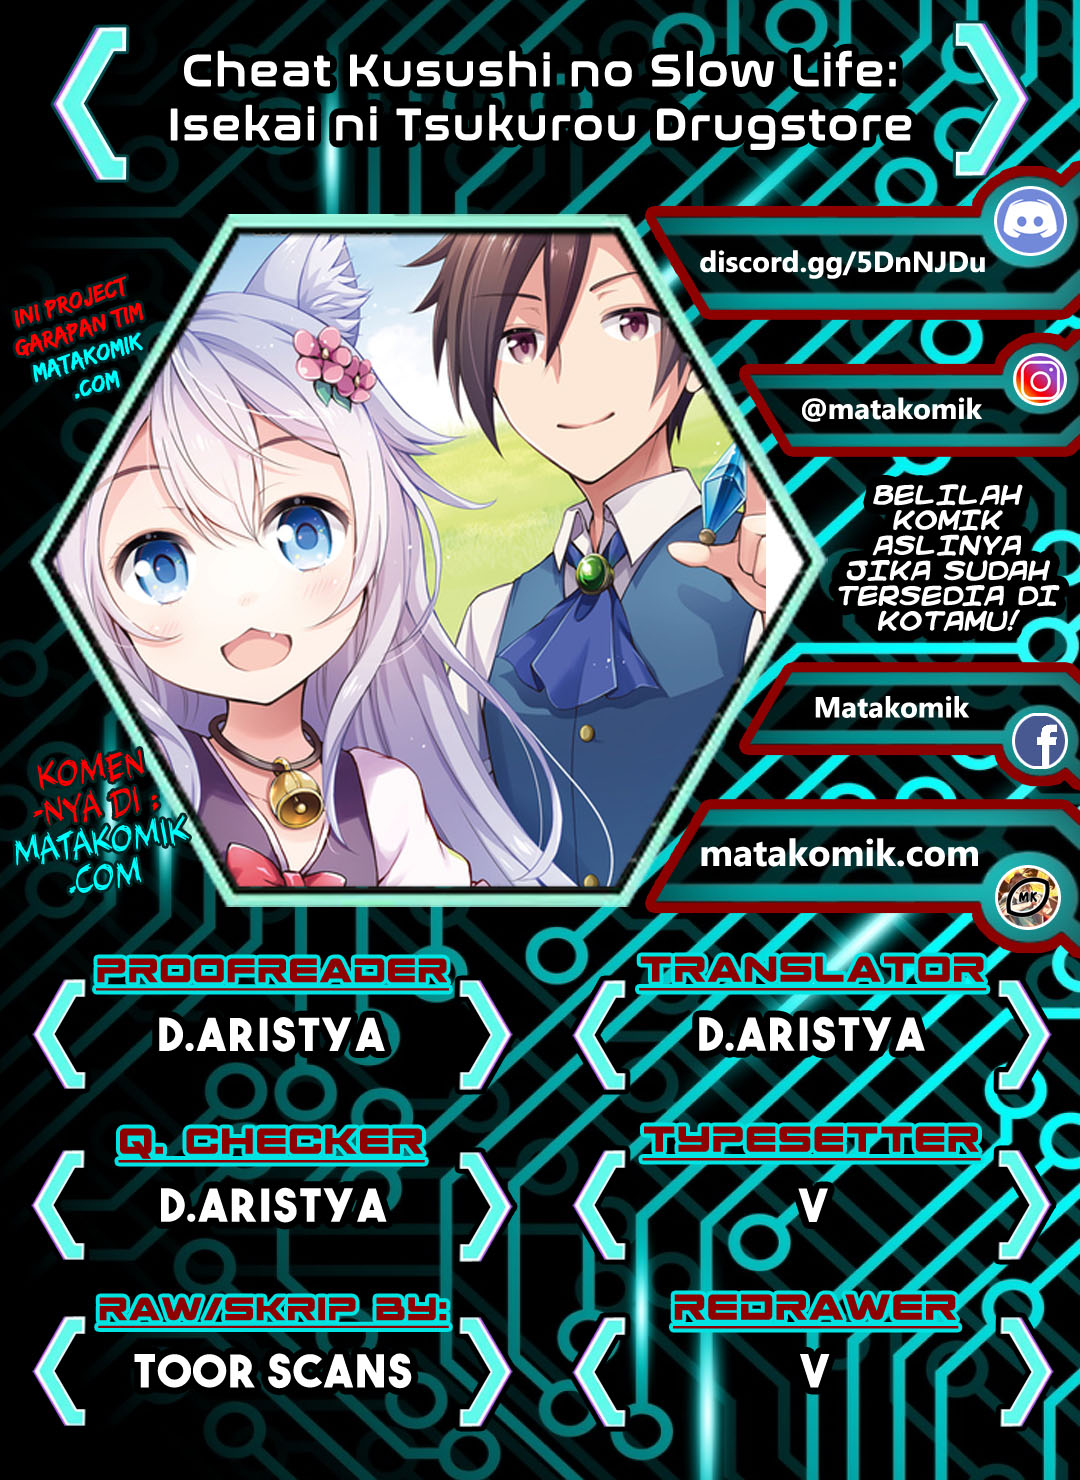 Cheat Kusushi no Slow Life:
Isekai ni Tsukurou Drugstore
discord.gg/5DnNJDu
INI PROJECT
GARAPAN TIM
MATAKOMIK
.COM
@matakomik
BELILAH
KOMIK
ASLINYA
JIKA SUDAH
TERSEDIA DI
KOTAMU!
Matakomik
KOMEN
-NYA DI :
MATAKOMIK
.COM
matakomik.com
MK
PROOFREADER
D.ARISTYA
TRANSLATOR
D.ARISTYA
Q. CHECKER
D.ARISTYA
TYPESETTER
V
RAW/SKRIP BY:
TOOR SCANS
REDRAWER
V